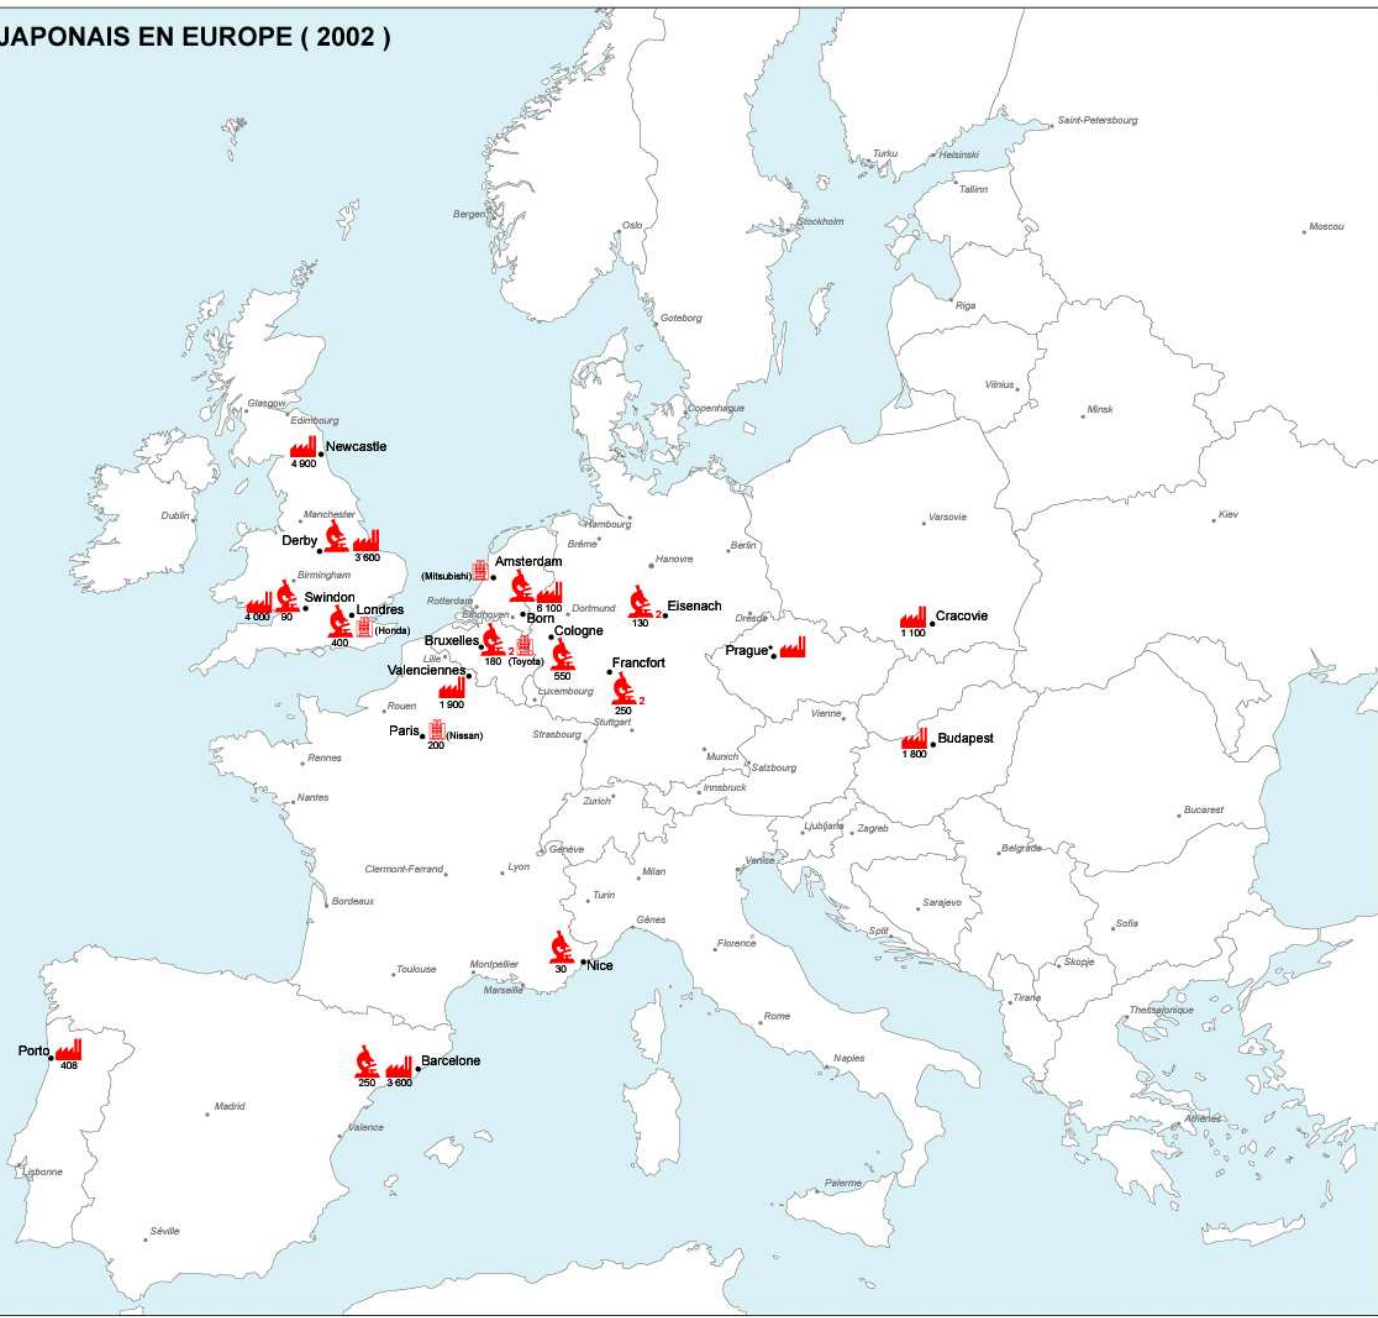 JAPONAIS EN EUROPE ( 2002 )
Saint-Petersbourg
Turku
Helsinski
Tallinn
Bergen
Oslo
Stockholm
Moscou
Riga
Goteborg
Vilnius
Minsk
Glasgow
Edimbourg
Copenhague
Newcastle
4 900
Dublin
Manchester
Hambourg
Varsovie
Kiev
Derby
3 600
Brême
Berlin
Hanovre
(Mitsubishi)
Amsterdam
Birmingham
Swindon
4 000
90
Londres
400
(Honda)
Rotterdam
Eindhoven
6 100
Born
Dortmund
2
Eisenach
130
Dresde
Cracovie
1 100
Bruxelles
180
2
(Toyota)
Cologne
550
Lille
Prague
Valenciennes
1 900
Francfort
2
250
Luxembourg
Rouen
Vienne
Paris
200
(Nissan)
Strasbourg
Stuttgart
Budapest
1 800
Rennes
Munich
Salzbourg
Nantes
Zurich
Innsbruck
Bucarest
Ljubljana
Zagreb
Genève
Belgrade
Clermont-Ferrand
Lyon
Milan
Venise
Bordeaux
Turin
Sarajevo
Gênes
Split
Sofia
Florence
Toulouse
Montpellier
30
Nice
Skopje
Marseille
Tirana
Thessalonique
Rome
Porto
408
250
3 600
Barcelone
Naples
Madrid
Valence
Athènes
Lisbonne
Palerme
Séville